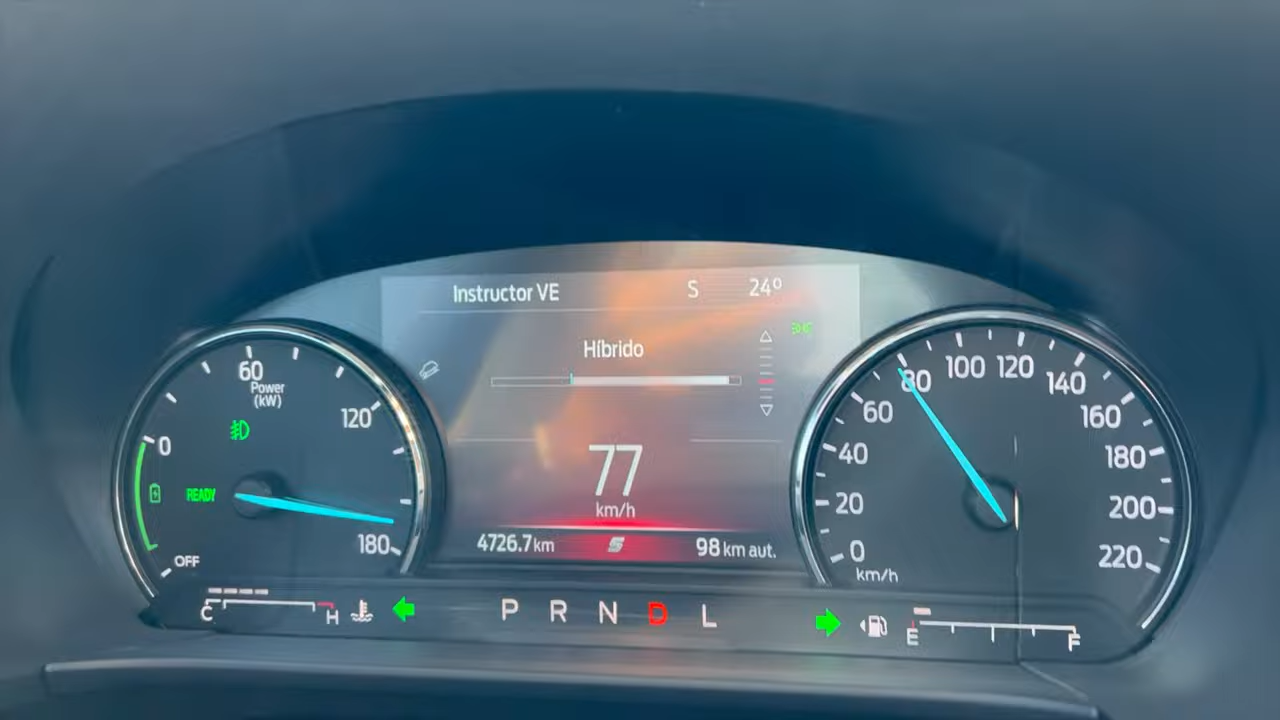 Instructor VE S 24º
Híbrido
77
km/h
4726.7 km 98 km aut.
OFF
0
60
120
180
Power
(kW)
READY
0
20
40
60
80
100
120
140
160
180
200
220
km/h
C H
P R N D L
E F